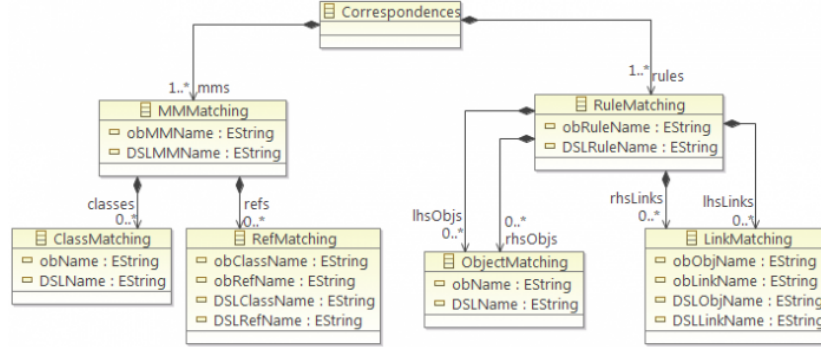 Correspondences
1..* mms
1..* rules
MMMatching
obMMName : EString
DSLMMName : EString
RuleMatching
obRuleName : EString
DSLRuleName : EString
classes
0..*
refs
0..*
lhsObjs
0..*
0..*
rhsObjs
rhsLinks
0..*
lhsLinks
0..*
ClassMatching
obName : EString
DSLName : EString
RefMatching
obClassName : EString
obRefName : EString
DSLClassName : EString
DSLRefName : EString
ObjectMatching
obName : EString
DSLName : EString
LinkMatching
obObjName : EString
obLinkName : EString
DSLObjName : EString
DSLLinkName : EString